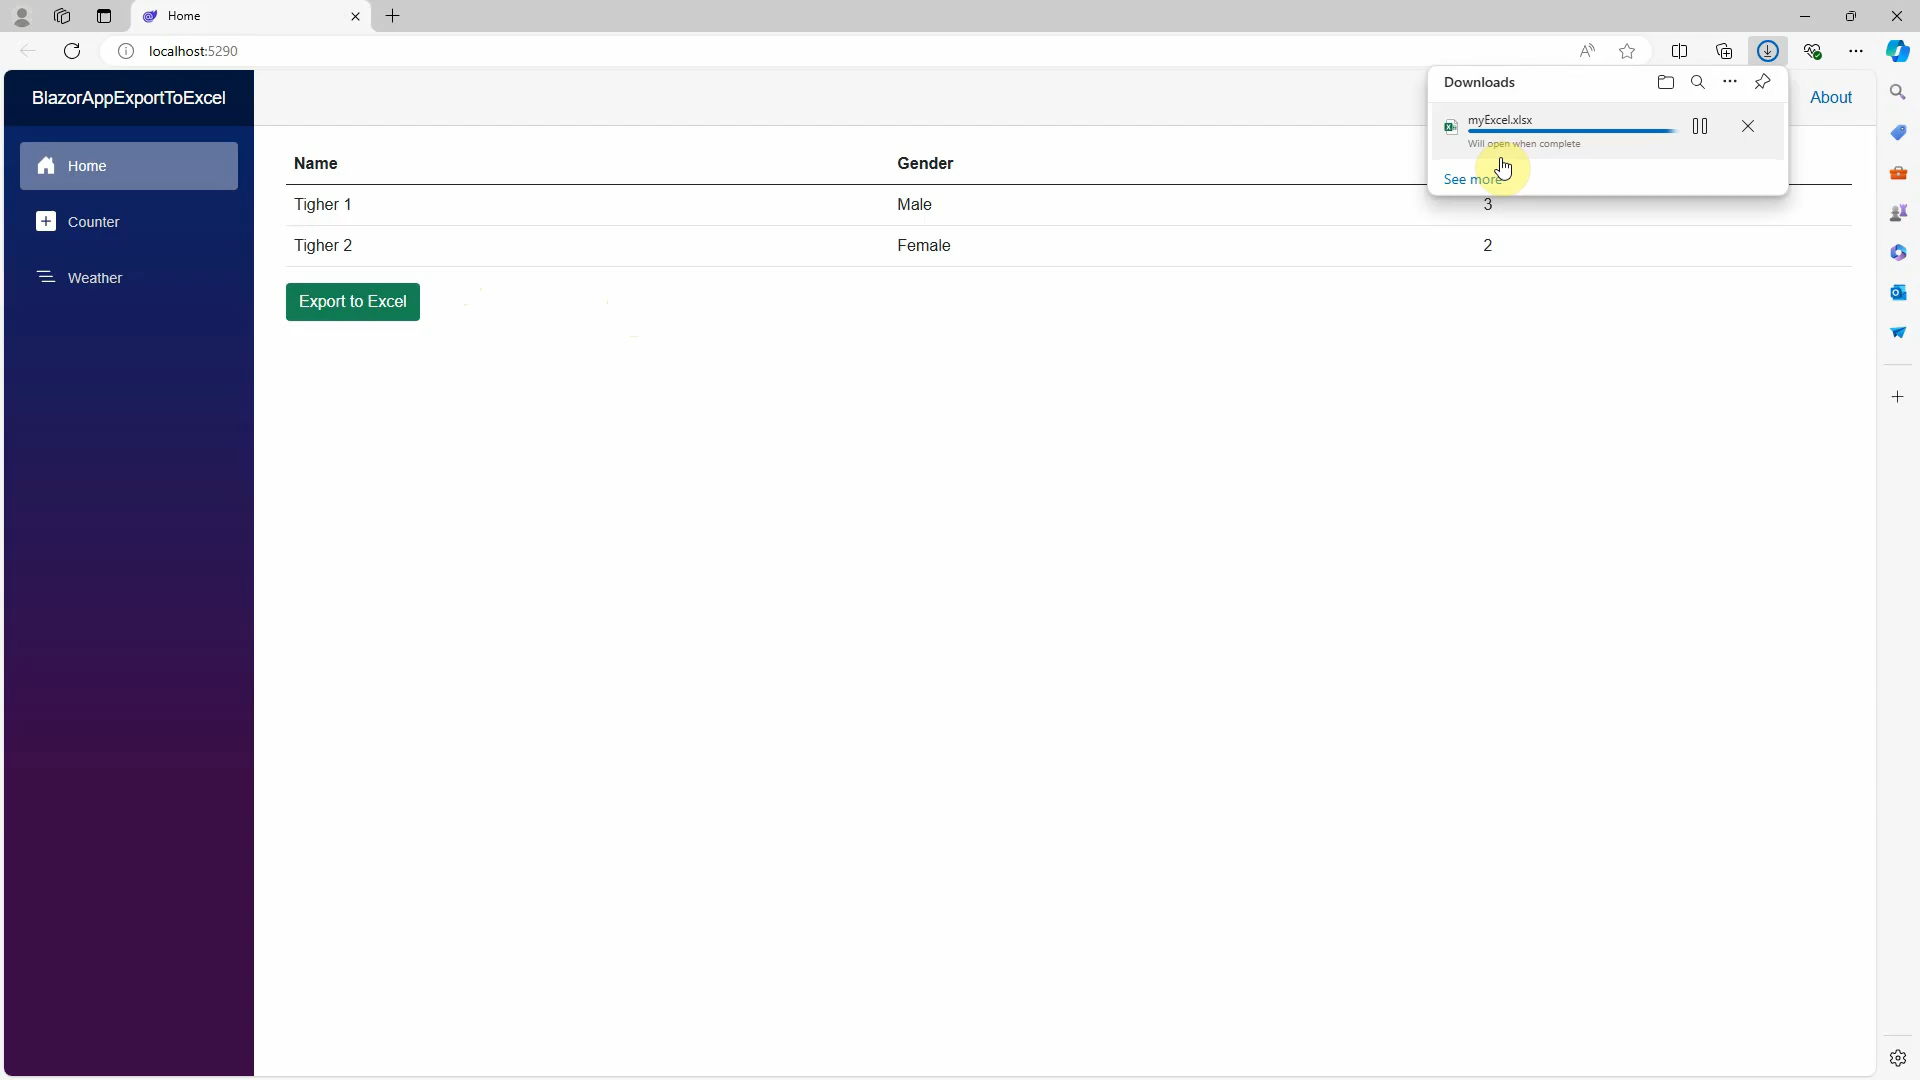 Home
localhost:5290
BlazorAppExportToExcel
About
Downloads
myExcel.xlsx
Will open when complete
See more
Home
Counter
Weather
Name Gender
Tigher 1 Male 3
Tigher 2 Female 2
Export to Excel